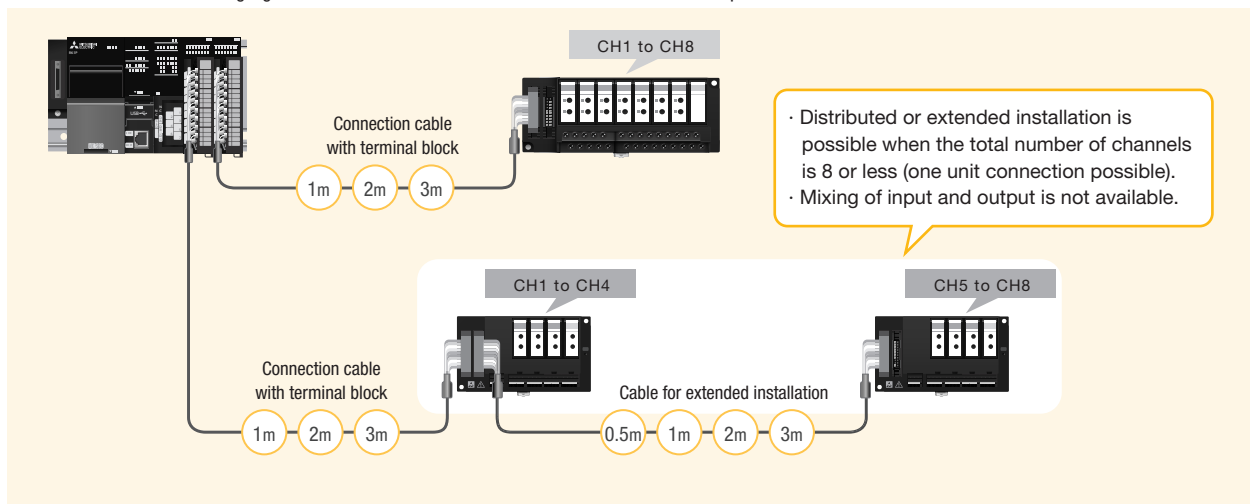 MITSUBISHI
ELECTRIC
USB
CH1 to CH8
Connection cable
with terminal block
1m 2m 3m
· Distributed or extended installation is
possible when the total number of channels
is 8 or less (one unit connection possible).
· Mixing of input and output is not available.
CH1 to CH4
CH5 to CH8
Connection cable
with terminal block
1m 2m 3m
Cable for extended installation
0.5m 1m 2m 3m